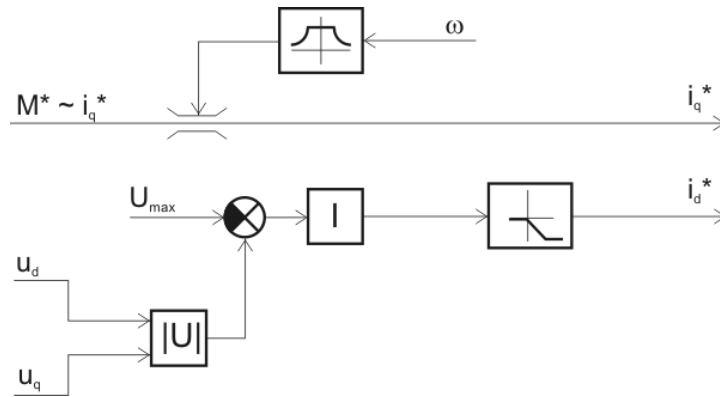 ω
M* ~ i_q*
i_q*
U_max
I
i_d*
u_d
|U|
u_q